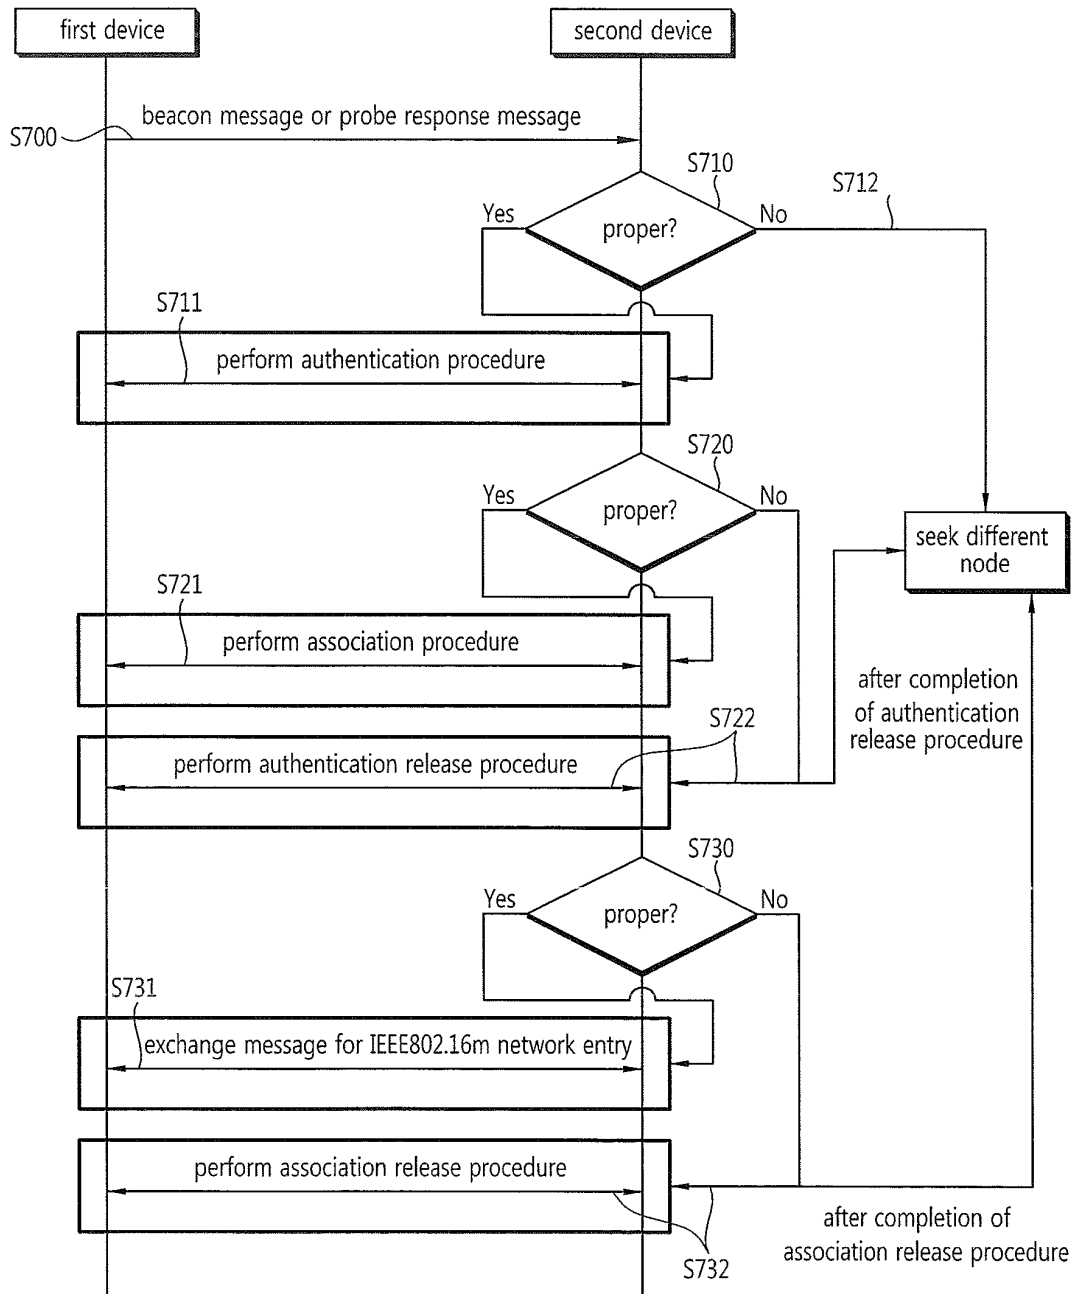 first device
second device
beacon message or probe response message
S700
S710
S712
Yes
proper?
No
S711
perform authentication procedure
S720
Yes
proper?
No
seek different
node
S721
perform association procedure
after completion
of authentication
release procedure
S722
perform authentication release procedure
S730
Yes
proper?
No
S731
exchange message for IEEE802.16m network entry
perform association release procedure
after completion of
association release procedure
S732